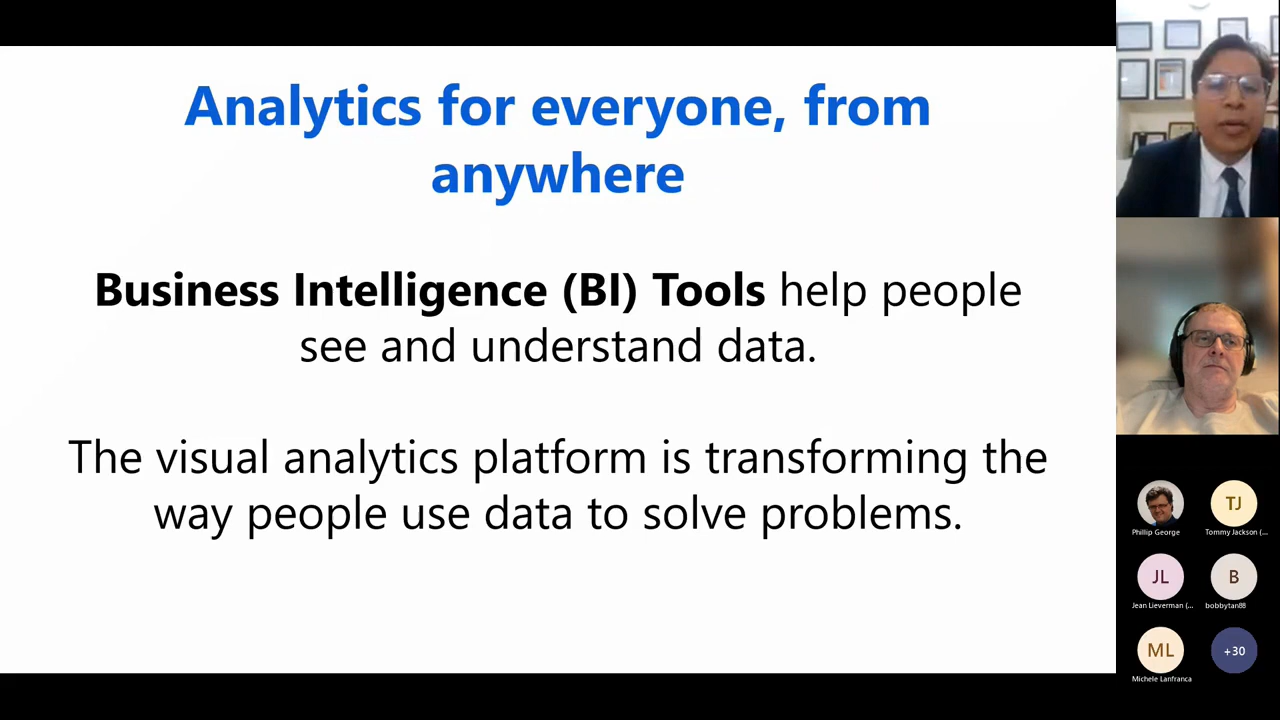 Analytics for everyone, from
anywhere
Business Intelligence (BI) Tools help people
see and understand data.
The visual analytics platform is transforming the
way people use data to solve problems.
Phillip George
TJ
Tommy Jackson (...
JL
Jean Lieverman (...
B
bobbytan88
ML
Michele Lanfranca
+30